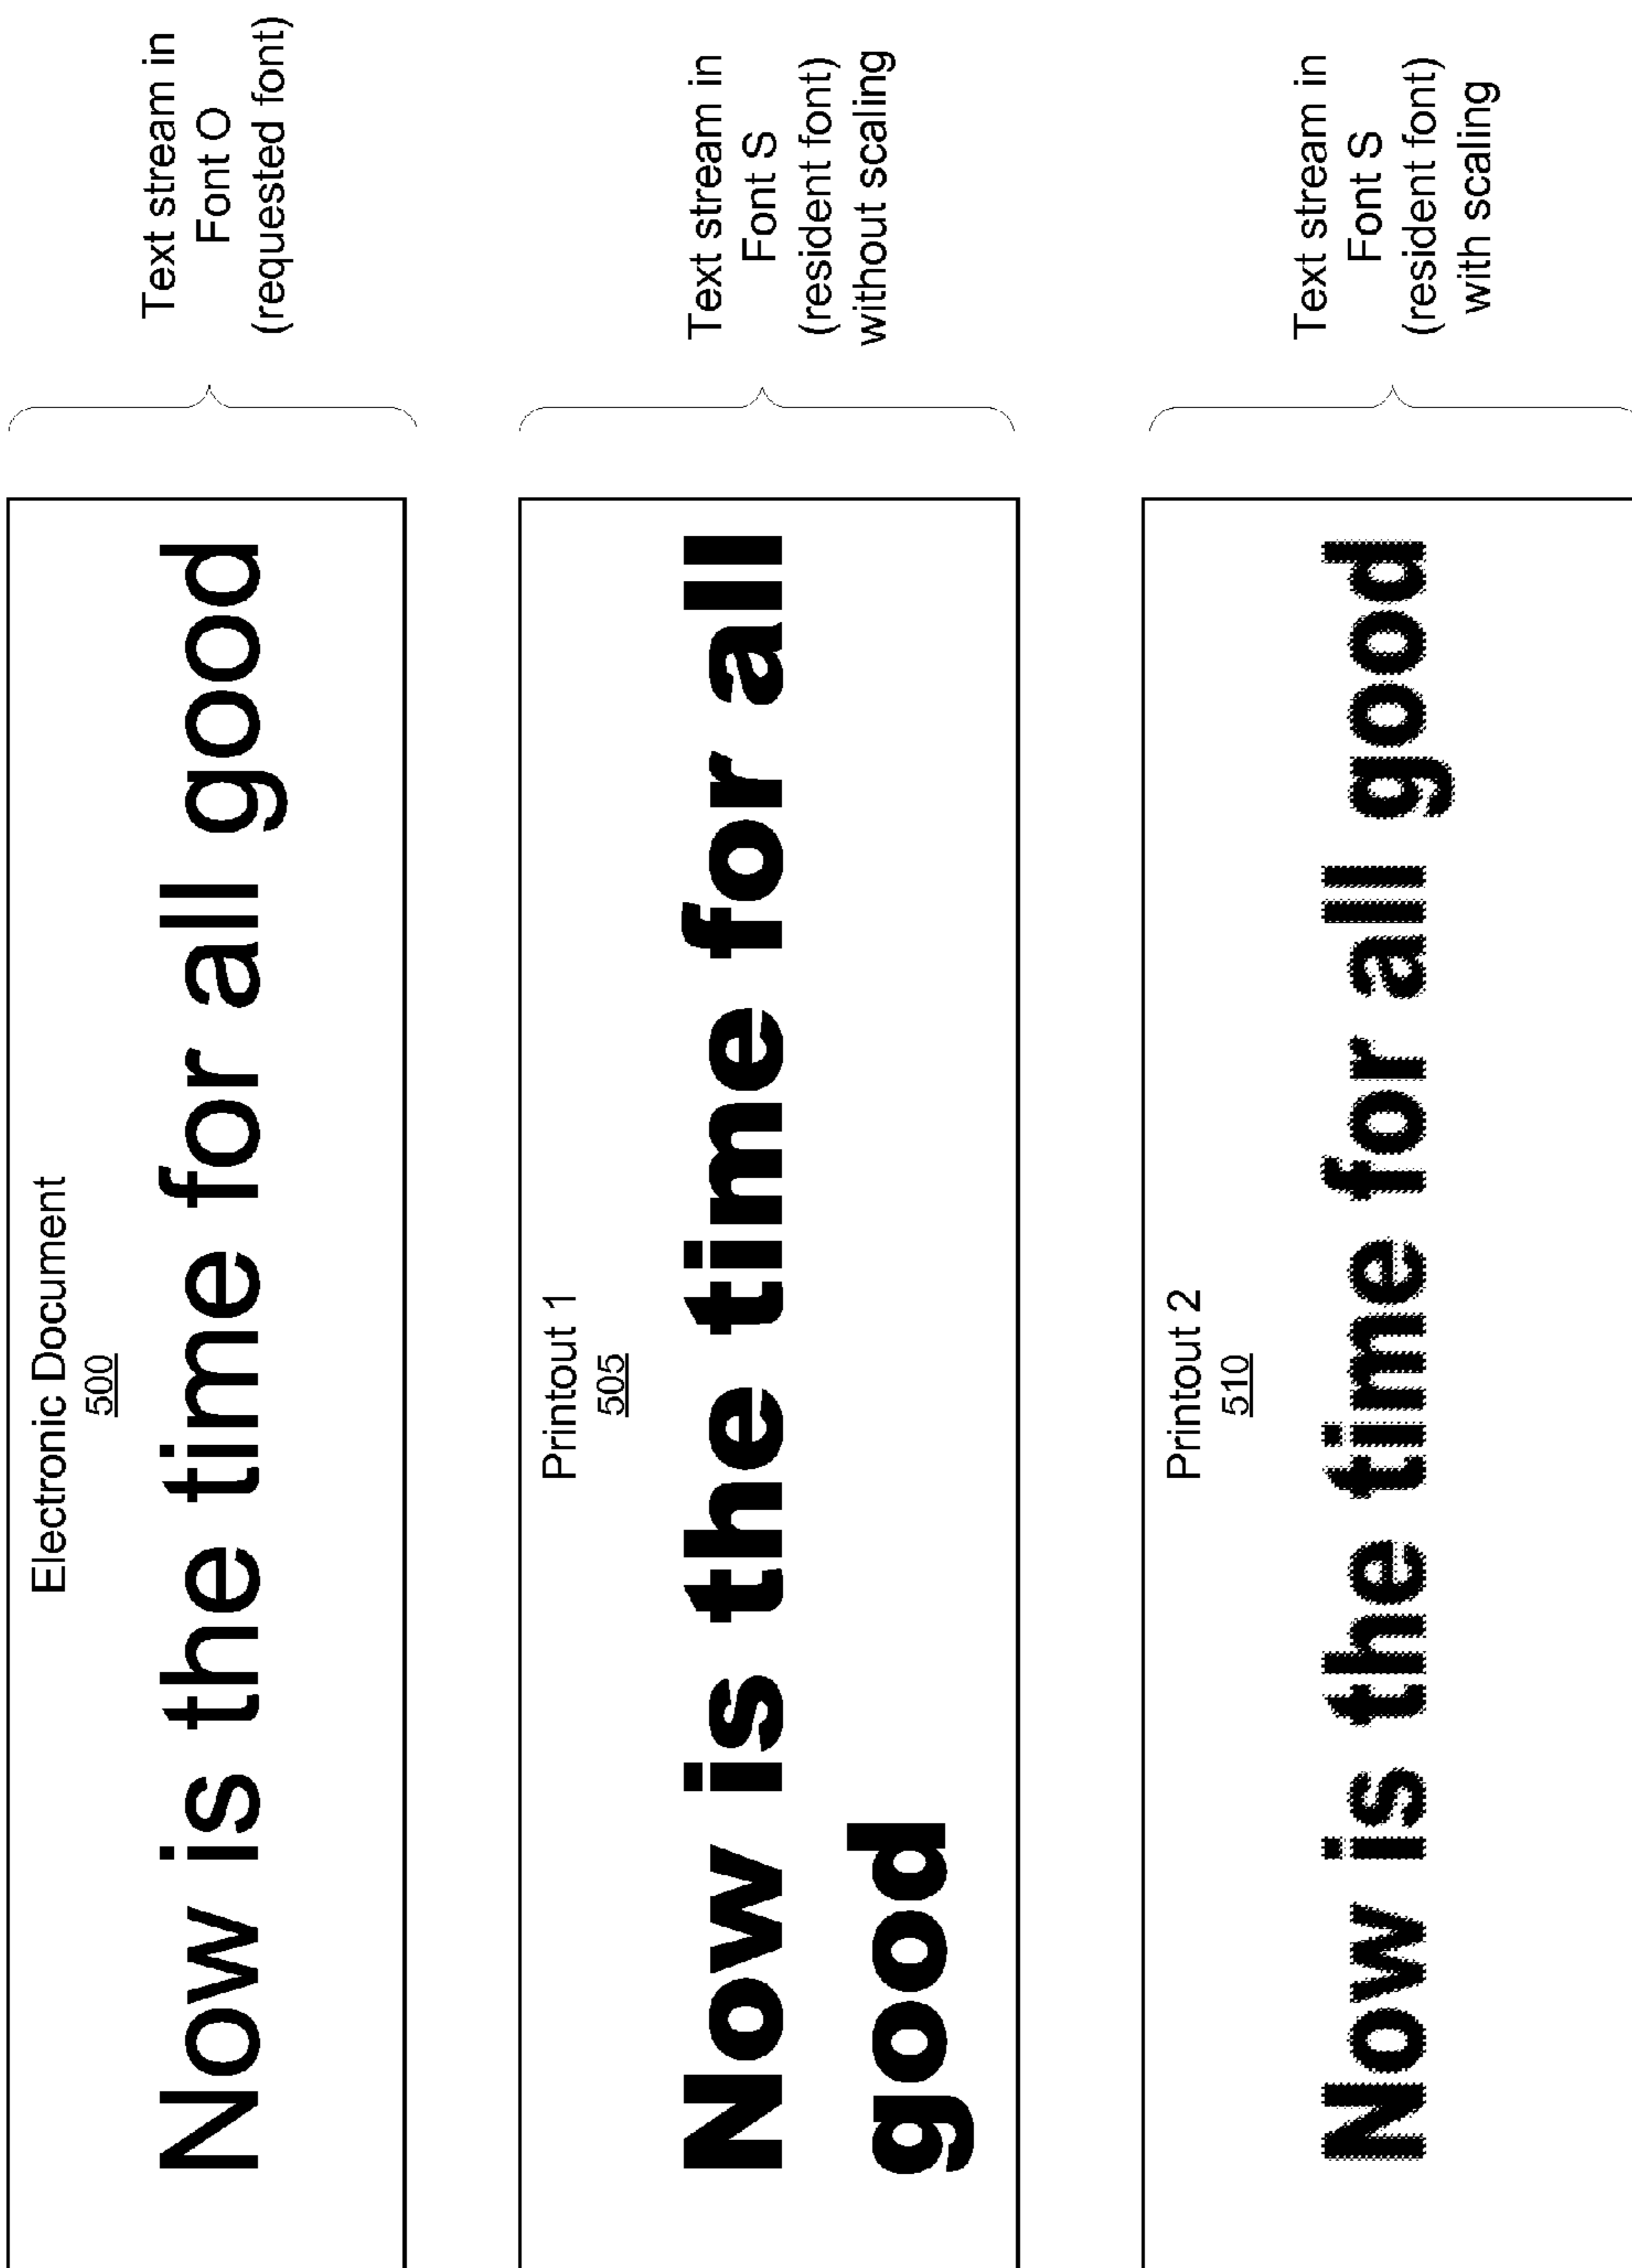 Electronic Document
500
Now is the time for all good
Text stream in
Font O
(requested font)
Printout 1
505
Now is the time for all
good
Text stream in
Font S
(resident font)
without scaling
Printout 2
510
Now is the time for all good
Text stream in
Font S
(resident font)
with scaling